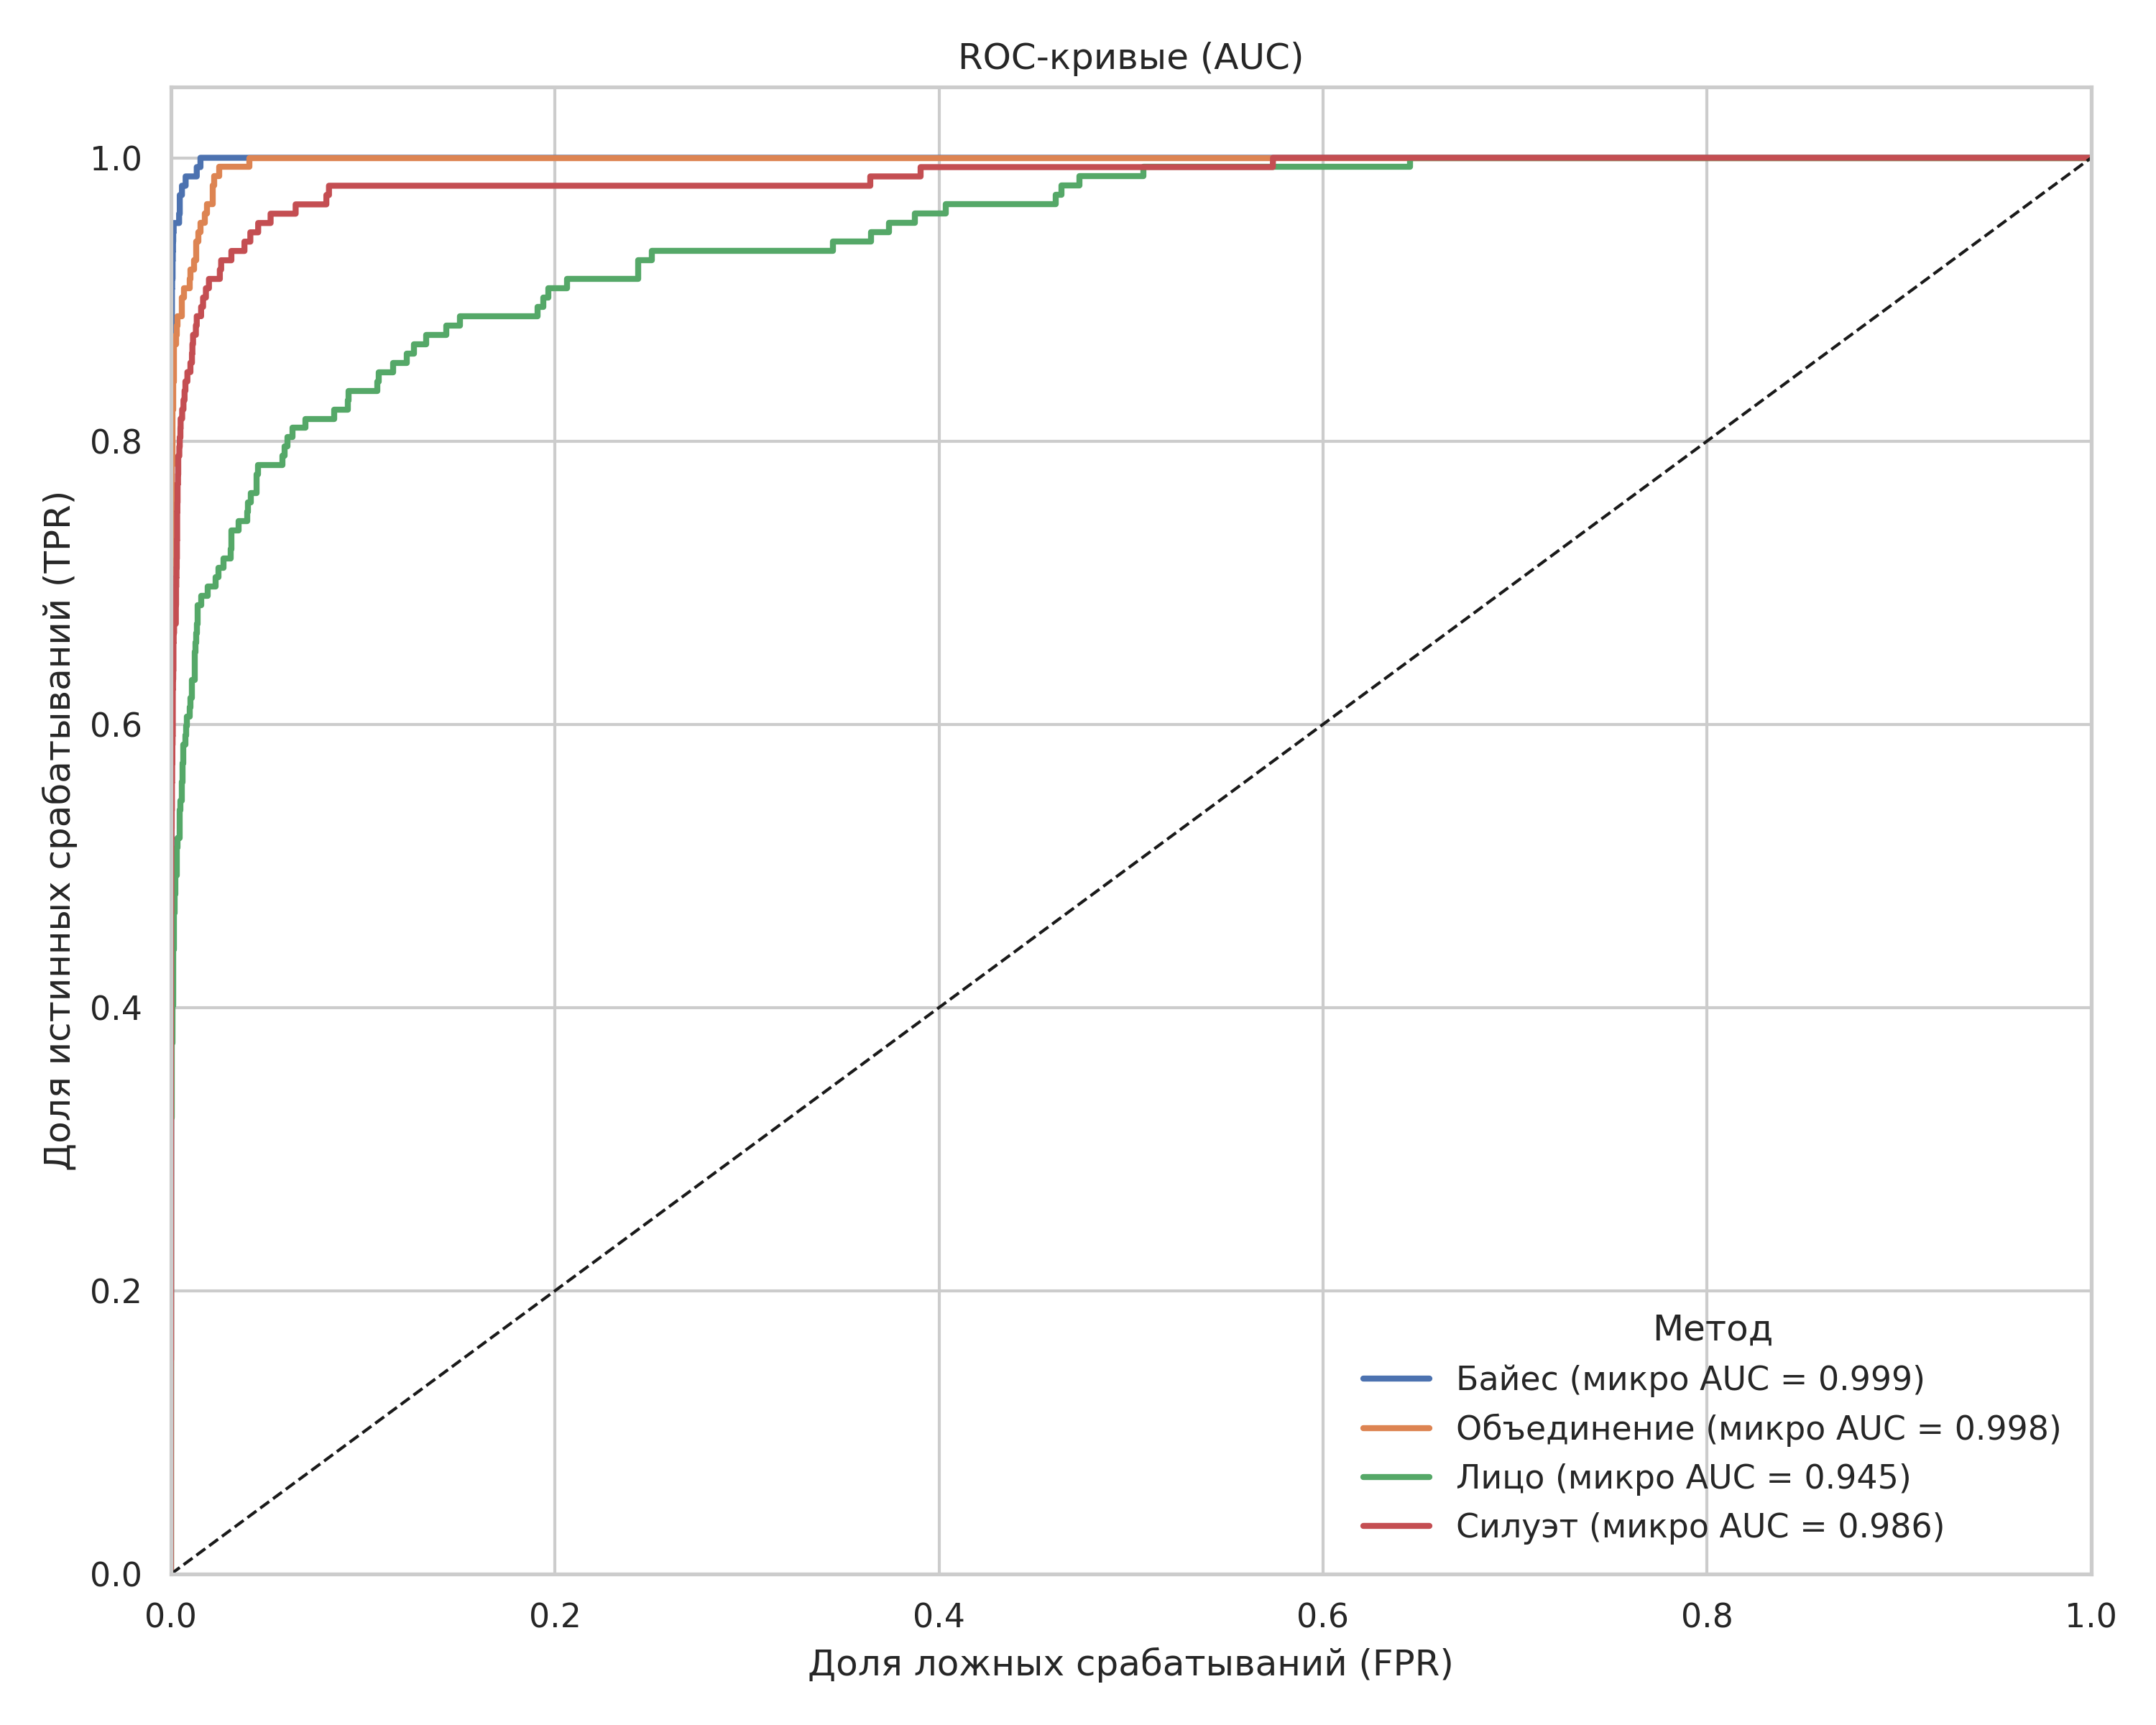 ROC-кривые (AUC)
Доля истинных срабатываний (TPR)
1.0
0.8
0.6
0.4
0.2
0.0
Метод
Байес (микро AUC = 0.999)
Объединение (микро AUC = 0.998)
Лицо (микро AUC = 0.945)
Силуэт (микро AUC = 0.986)
0.0 0.2 0.4 0.6 0.8 1.0
Доля ложных срабатываний (FPR)